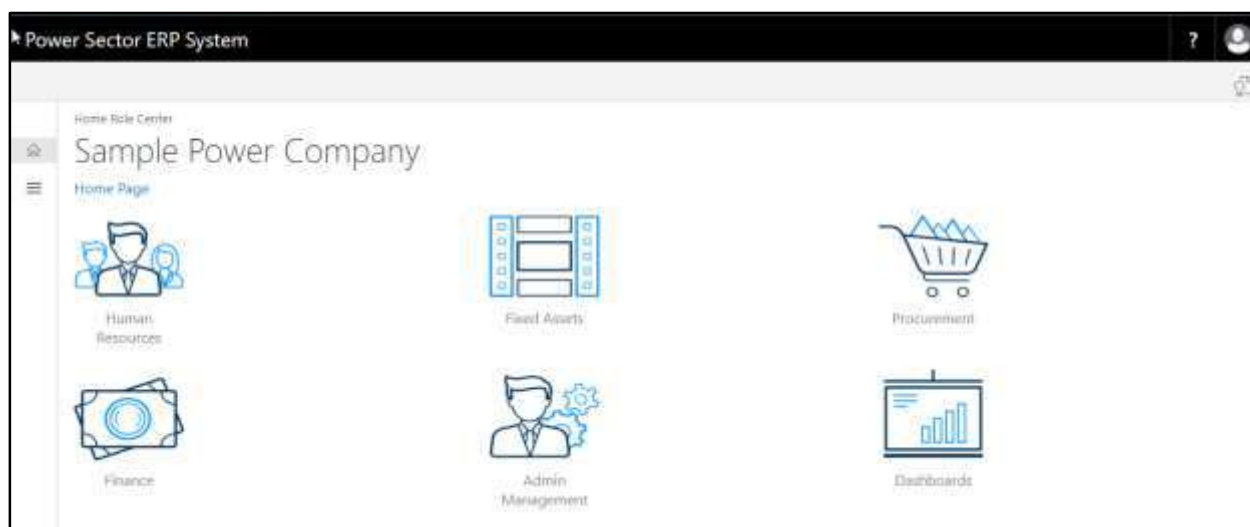 Power Sector ERP System
?
Home Role Center
Sample Power Company
Home Page
Human
Resources
Fixed Assets
Procurement
Finance
Admin
Management
Dashboards